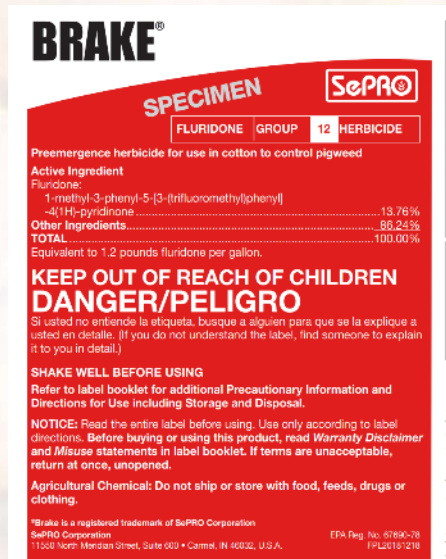 BRAKE®
SPECIMEN
SePRO
FLURIDONE GROUP 12 HERBICIDE
Preemergence herbicide for use in cotton to control pigweed
Active Ingredient
Fluridone:
1-methyl-3-phenyl-5-[3-(trifluoromethyl)phenyl]
-4(1H)-pyridinone...13.76%
Other Ingredients...86.24%
TOTAL...100.00%
Equivalent to 1.2 pounds fluridone per gallon.
KEEP OUT OF REACH OF CHILDREN
DANGER/PELIGRO
Si usted no entiende la etiqueta, busque a alguien para que se la explique a
usted en detalle. (If you do not understand the label, find someone to explain
it to you in detail.)
SHAKE WELL BEFORE USING
Refer to label booklet for additional Precautionary Information and
Directions for Use including Storage and Disposal.
NOTICE: Read the entire label before using. Use only according to label
directions. Before buying or using this product, read Warranty Disclaimer
and Misuse statements in label booklet. If terms are unacceptable,
return at once, unopened.
Agricultural Chemical: Do not ship or store with food, feeds, drugs or
clothing.
*Brake is a registered trademark of SePRO Corporation
SePRO Corporation EPA Reg. No. 67690-78
11550 North Meridian Street, Suite 600 • Carmel, IN 46032, U.S.A. FPL20181218